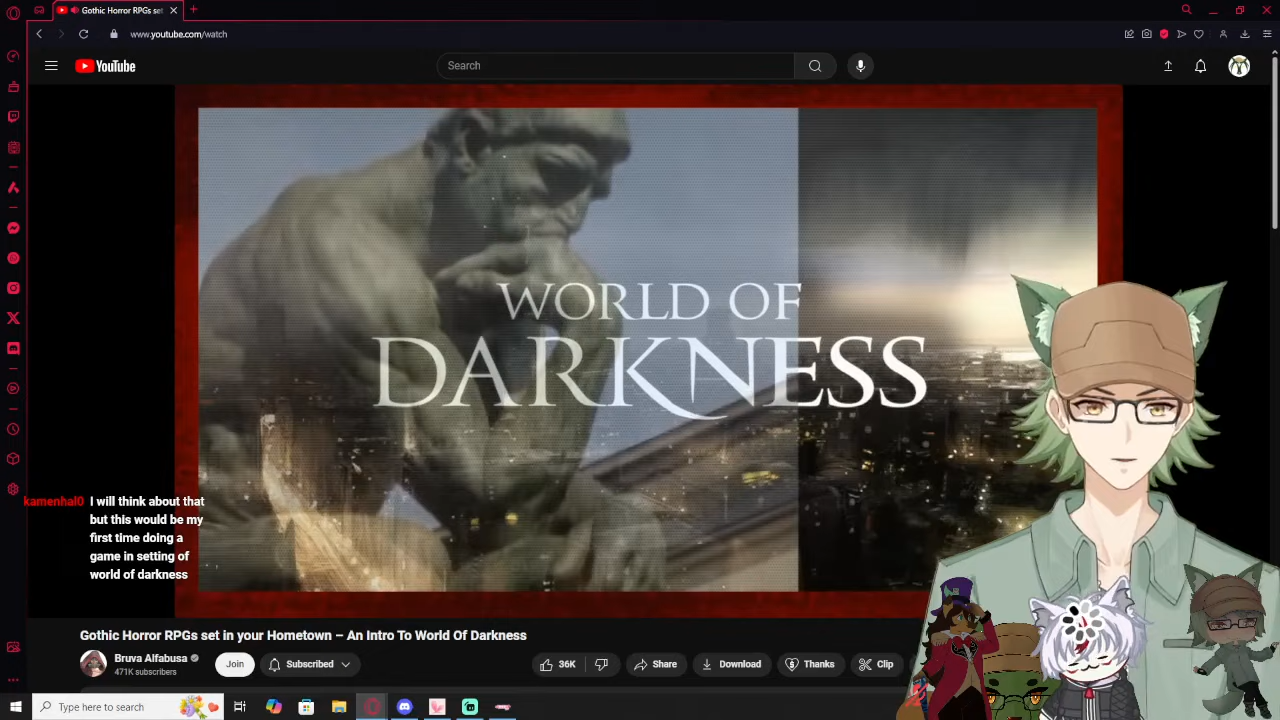 Gothic Horror RPGs set
www.youtube.com/watch
YouTube
Search
WORLD OF
DARKNESS
kamenhal0 I will think about that
but this would be my
first time doing a
game in setting of
world of darkness
Gothic Horror RPGs set in your Hometown – An Intro To World Of Darkness
Bruva Alfabusa
471K subscribers
Join
Subscribed
36K
Share
Download
Thanks
Clip
Type here to search